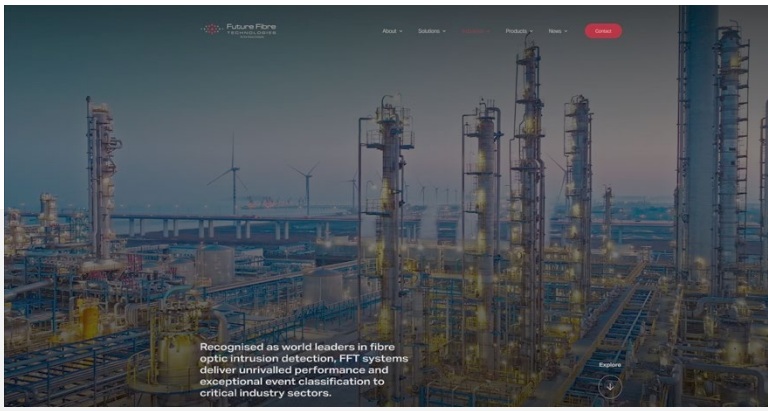 Future Fibre
TECHNOLOGIES
About
Solutions
Products
News
Contact
Recognised as world leaders in fibre
optic intrusion detection, FFT systems
deliver unrivalled performance and
exceptional event classification to
critical industry sectors.
Explore